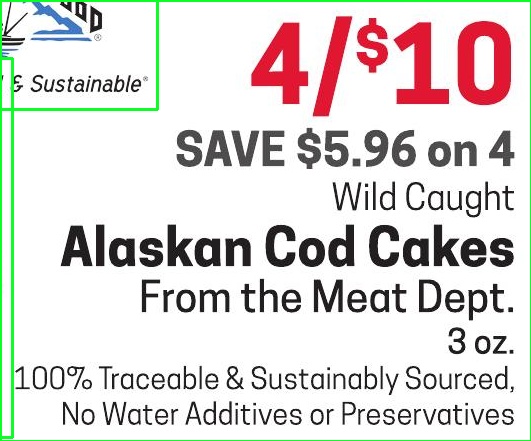 & Sustainable®
4/$10
SAVE $5.96 on 4
Wild Caught
Alaskan Cod Cakes
From the Meat Dept.
3 oz.
100% Traceable & Sustainably Sourced,
No Water Additives or Preservatives